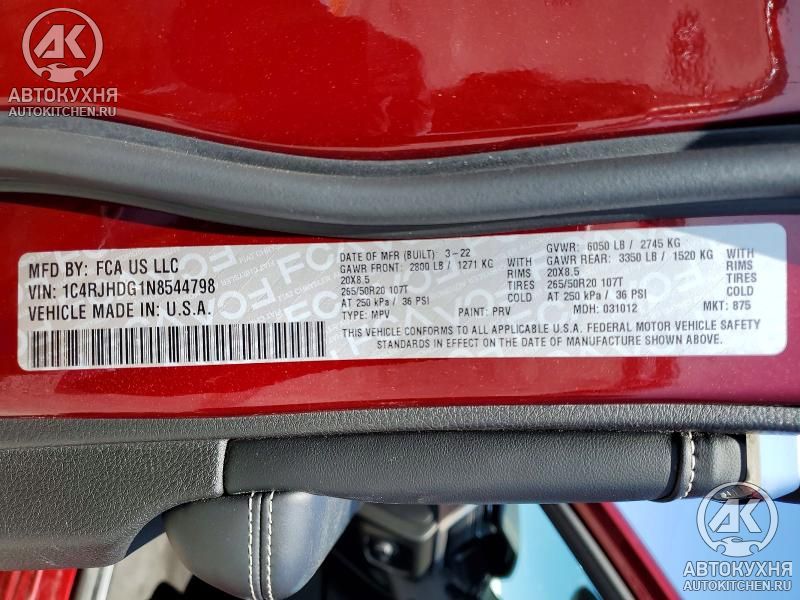 AK
АВТОКУХНЯ
AUTOKITCHEN.RU
MFD BY: FCA US LLC
VIN: 1C4RJHDG1N8544798
VEHICLE MADE IN: U.S.A.
DATE OF MFR (BUILT) 3-22
GAWR FRONT: 2800 LB / 1271 KG WITH
20X8.5 RIMS
265/50R20 107T TIRES
AT 250 kPa / 36 PSI COLD
TYPE: MPV PAINT: PRV
GVWR: 6050 LB / 2745 KG
GAWR REAR: 3350 LB / 1520 KG WITH
20X8.5 RIMS
265/50R20 107T TIRES
AT 250 kPa / 36 PSI COLD
MDH: 031012 MKT: 875
THIS VEHICLE CONFORMS TO ALL APPLICABLE U.S.A. FEDERAL MOTOR VEHICLE SAFETY
STANDARDS IN EFFECT ON THE DATE OF MANUFACTURE SHOWN ABOVE.
AK
АВТОКУХНЯ
AUTOKITCHEN.RU